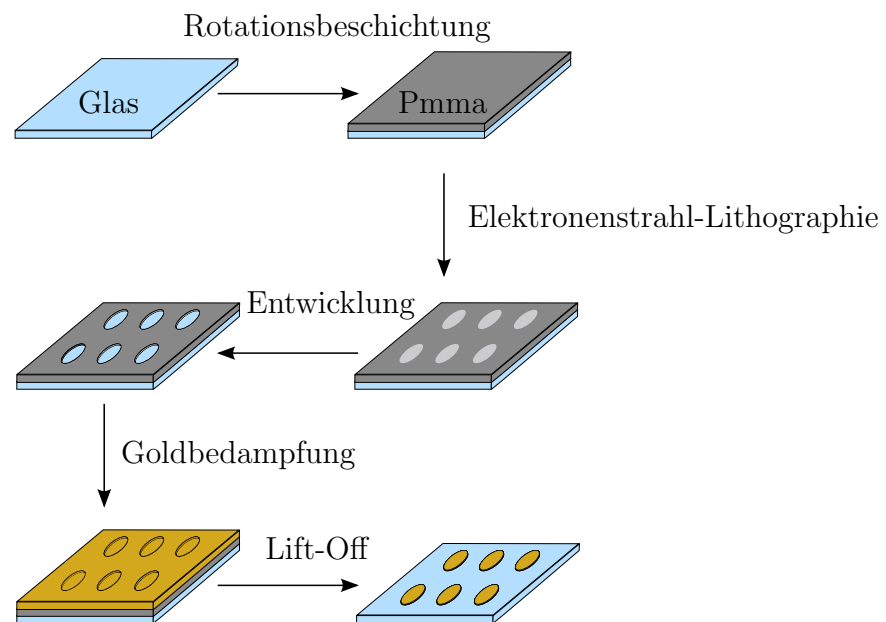 Rotationsbeschichtung
Glas
Pmma
Elektronenstrahl-Lithographie
Entwicklung
Goldbedampfung
Lift-Off